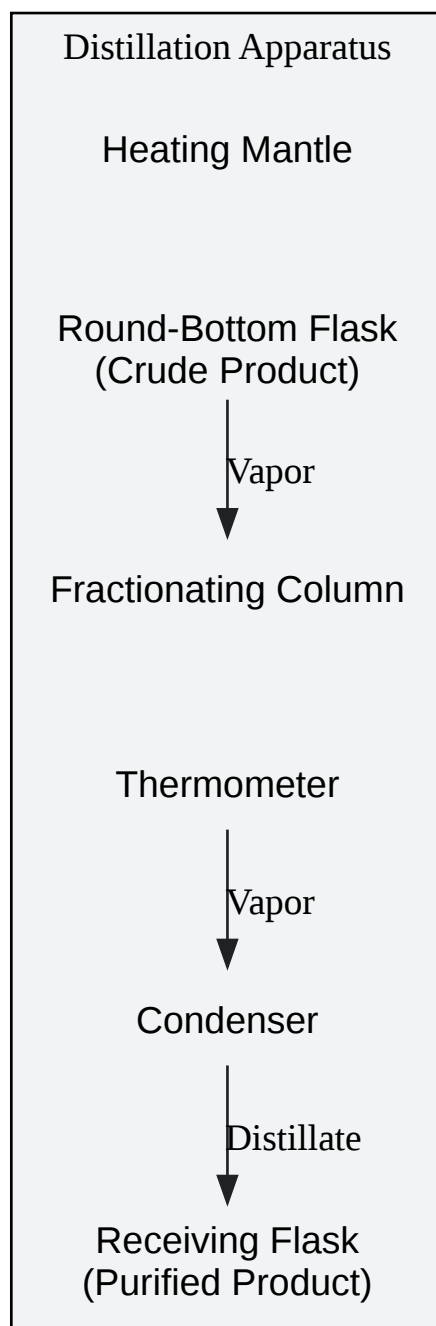 Distillation Apparatus
Heating Mantle
Round-Bottom Flask
(Crude Product)
Vapor
Fractionating Column
Thermometer
Vapor
Condenser
Distillate
Receiving Flask
(Purified Product)